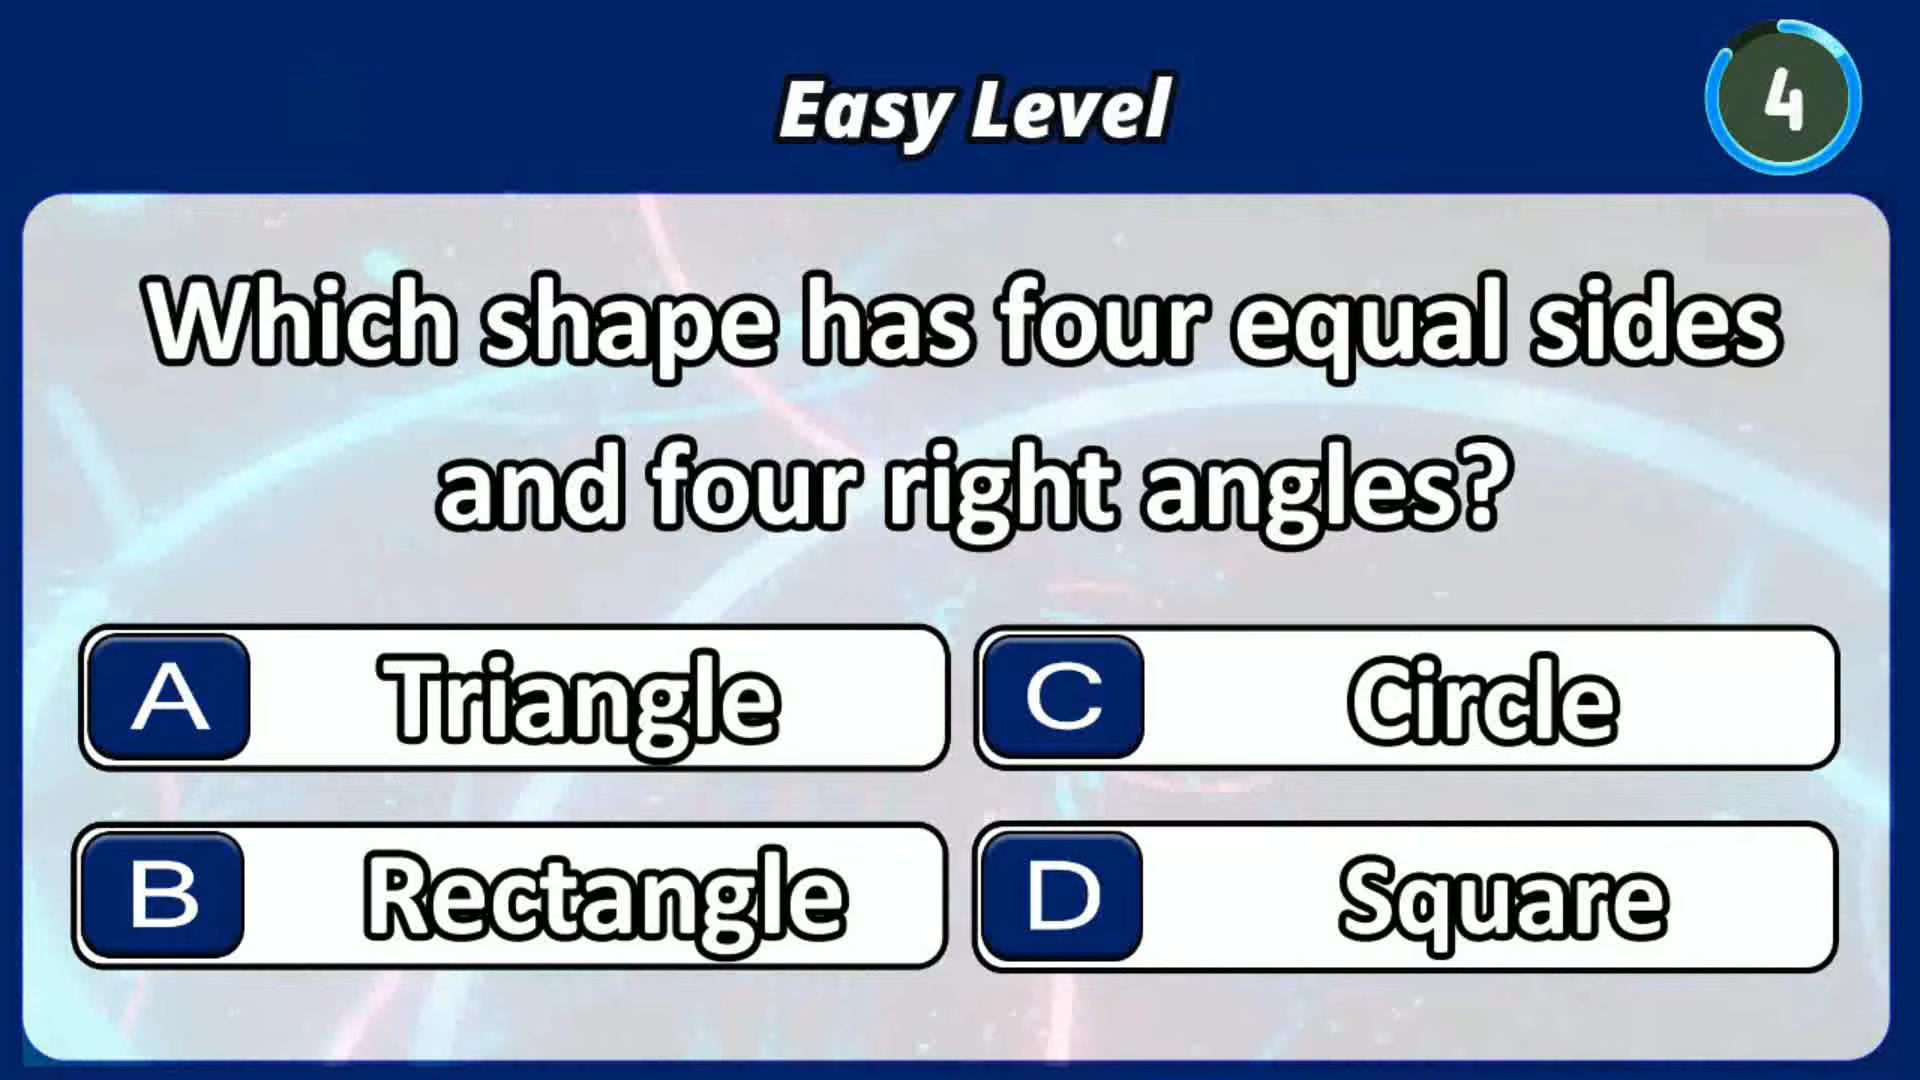 Easy Level
4
Which shape has four equal sides
and four right angles?
A Triangle
C Circle
B Rectangle
D Square